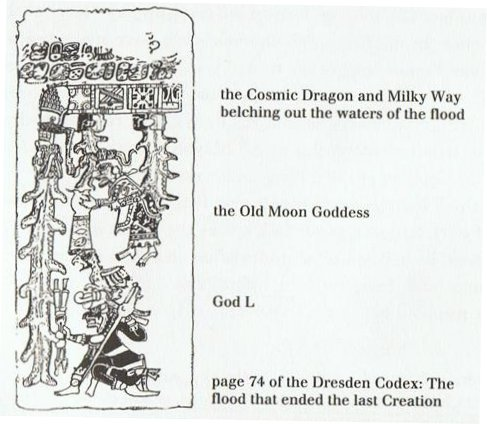 the Cosmic Dragon and Milky Way
belching out the waters of the flood
the Old Moon Goddess
God L
page 74 of the Dresden Codex: The
flood that ended the last Creation